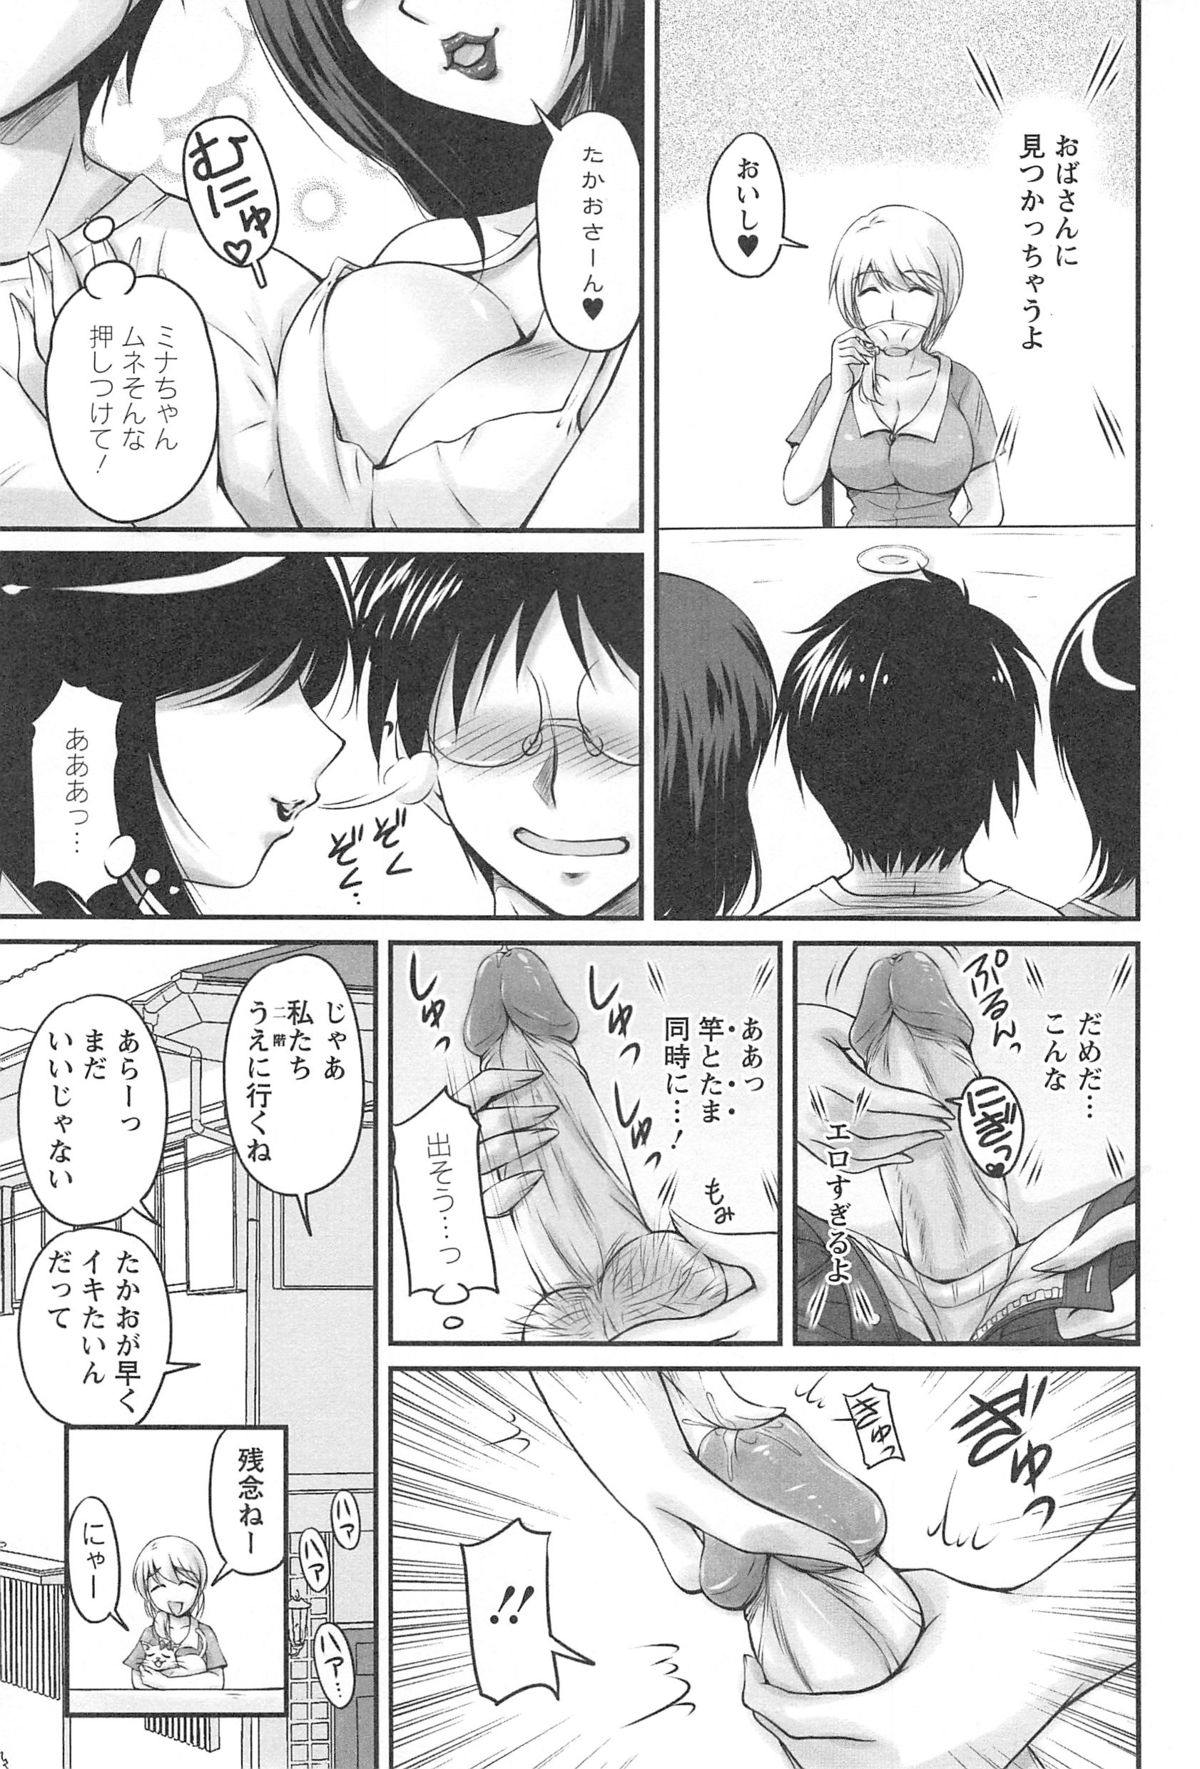 おばさんに
見つかっちゃうよ
おいし♥
たかおさーん♥
むにゅ♡
ミナちゃん
ムネそんな
押しつけて！
ぞくぞく…
あああっ…
だめだ…
こんな
ぷるんっ
にぎっ♥
エロすぎるよ
ああっ
竿とたま
同時に…！
しゅっ
しゅっ
もみ
出そう…っ
ぎゅっ
きゅっ
！！
じゃあ
私たち
うえに行くね
二階
あらーっ
まだ
いいじゃない
たかおが早く
イキたいん
だって
残念ねー
にゃー
ハァ
ハァ
ハァ…